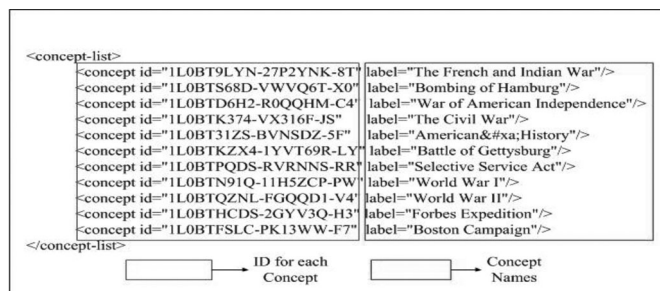 <concept-list>
<concept id="1L0BT9LYN-27P2YNK-8T" label="The French and Indian War"/>
<concept id="1L0BTS68D-VWVQ6T-X0" label="Bombing of Hamburg"/>
<concept id="1L0BTD6H2-R0QQHM-C4" label="War of American Independence"/>
<concept id="1L0BTK374-VX316F-JS" label="The Civil War"/>
<concept id="1L0BT31ZS-BVNSDZ-5F" label="American&#xa;History"/>
<concept id="1L0BTKZX4-1YVT69R-LY" label="Battle of Gettysburg"/>
<concept id="1L0BTPQDS-RVRNNS-RR" label="Selective Service Act"/>
<concept id="1L0BTN91Q-11H5ZCP-PW" label="World War I"/>
<concept id="1L0BTQZNL-FGQQD1-V4" label="World War II"/>
<concept id="1L0BTHCDS-2GYV3Q-H3" label="Forbes Expedition"/>
<concept id="1L0BTFSLC-PK13WW-F7" label="Boston Campaign"/>
</concept-list>
ID for each
Concept
Concept
Names